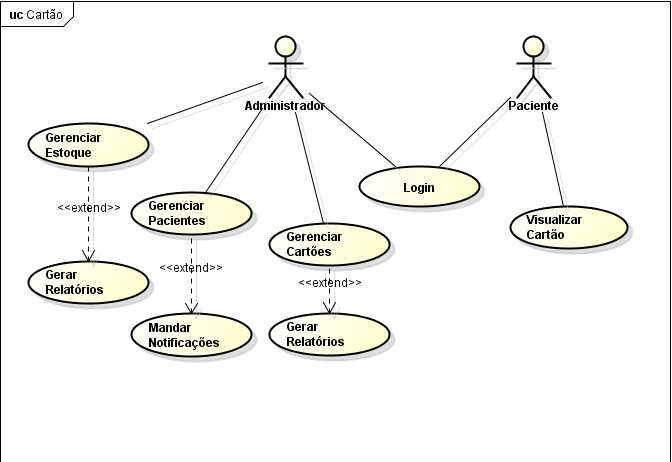 uc Cartão
Administrador
Paciente
Gerenciar
Estoque
Login
<<extend>>
Gerenciar
Pacientes
Visualizar
Cartão
Gerenciar
Cartões
<<extend>>
Gerar
Relatórios
<<extend>>
Mandar
Notificações
Gerar
Relatórios